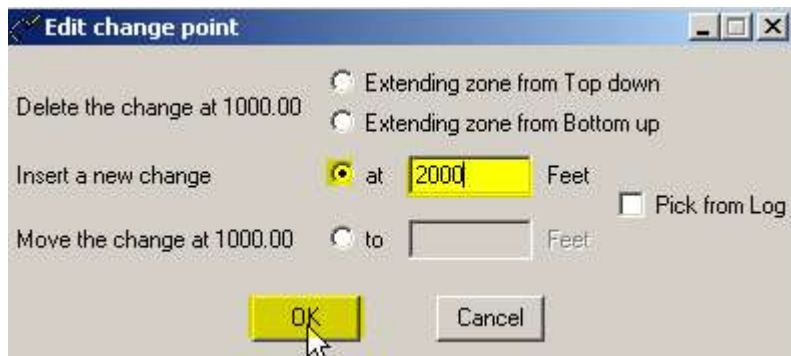 Edit change point
Extending zone from Top down
Delete the change at 1000.00
Extending zone from Bottom up
Insert a new change at 2000 Feet
Pick from Log
Move the change at 1000.00 to Feet
OK Cancel